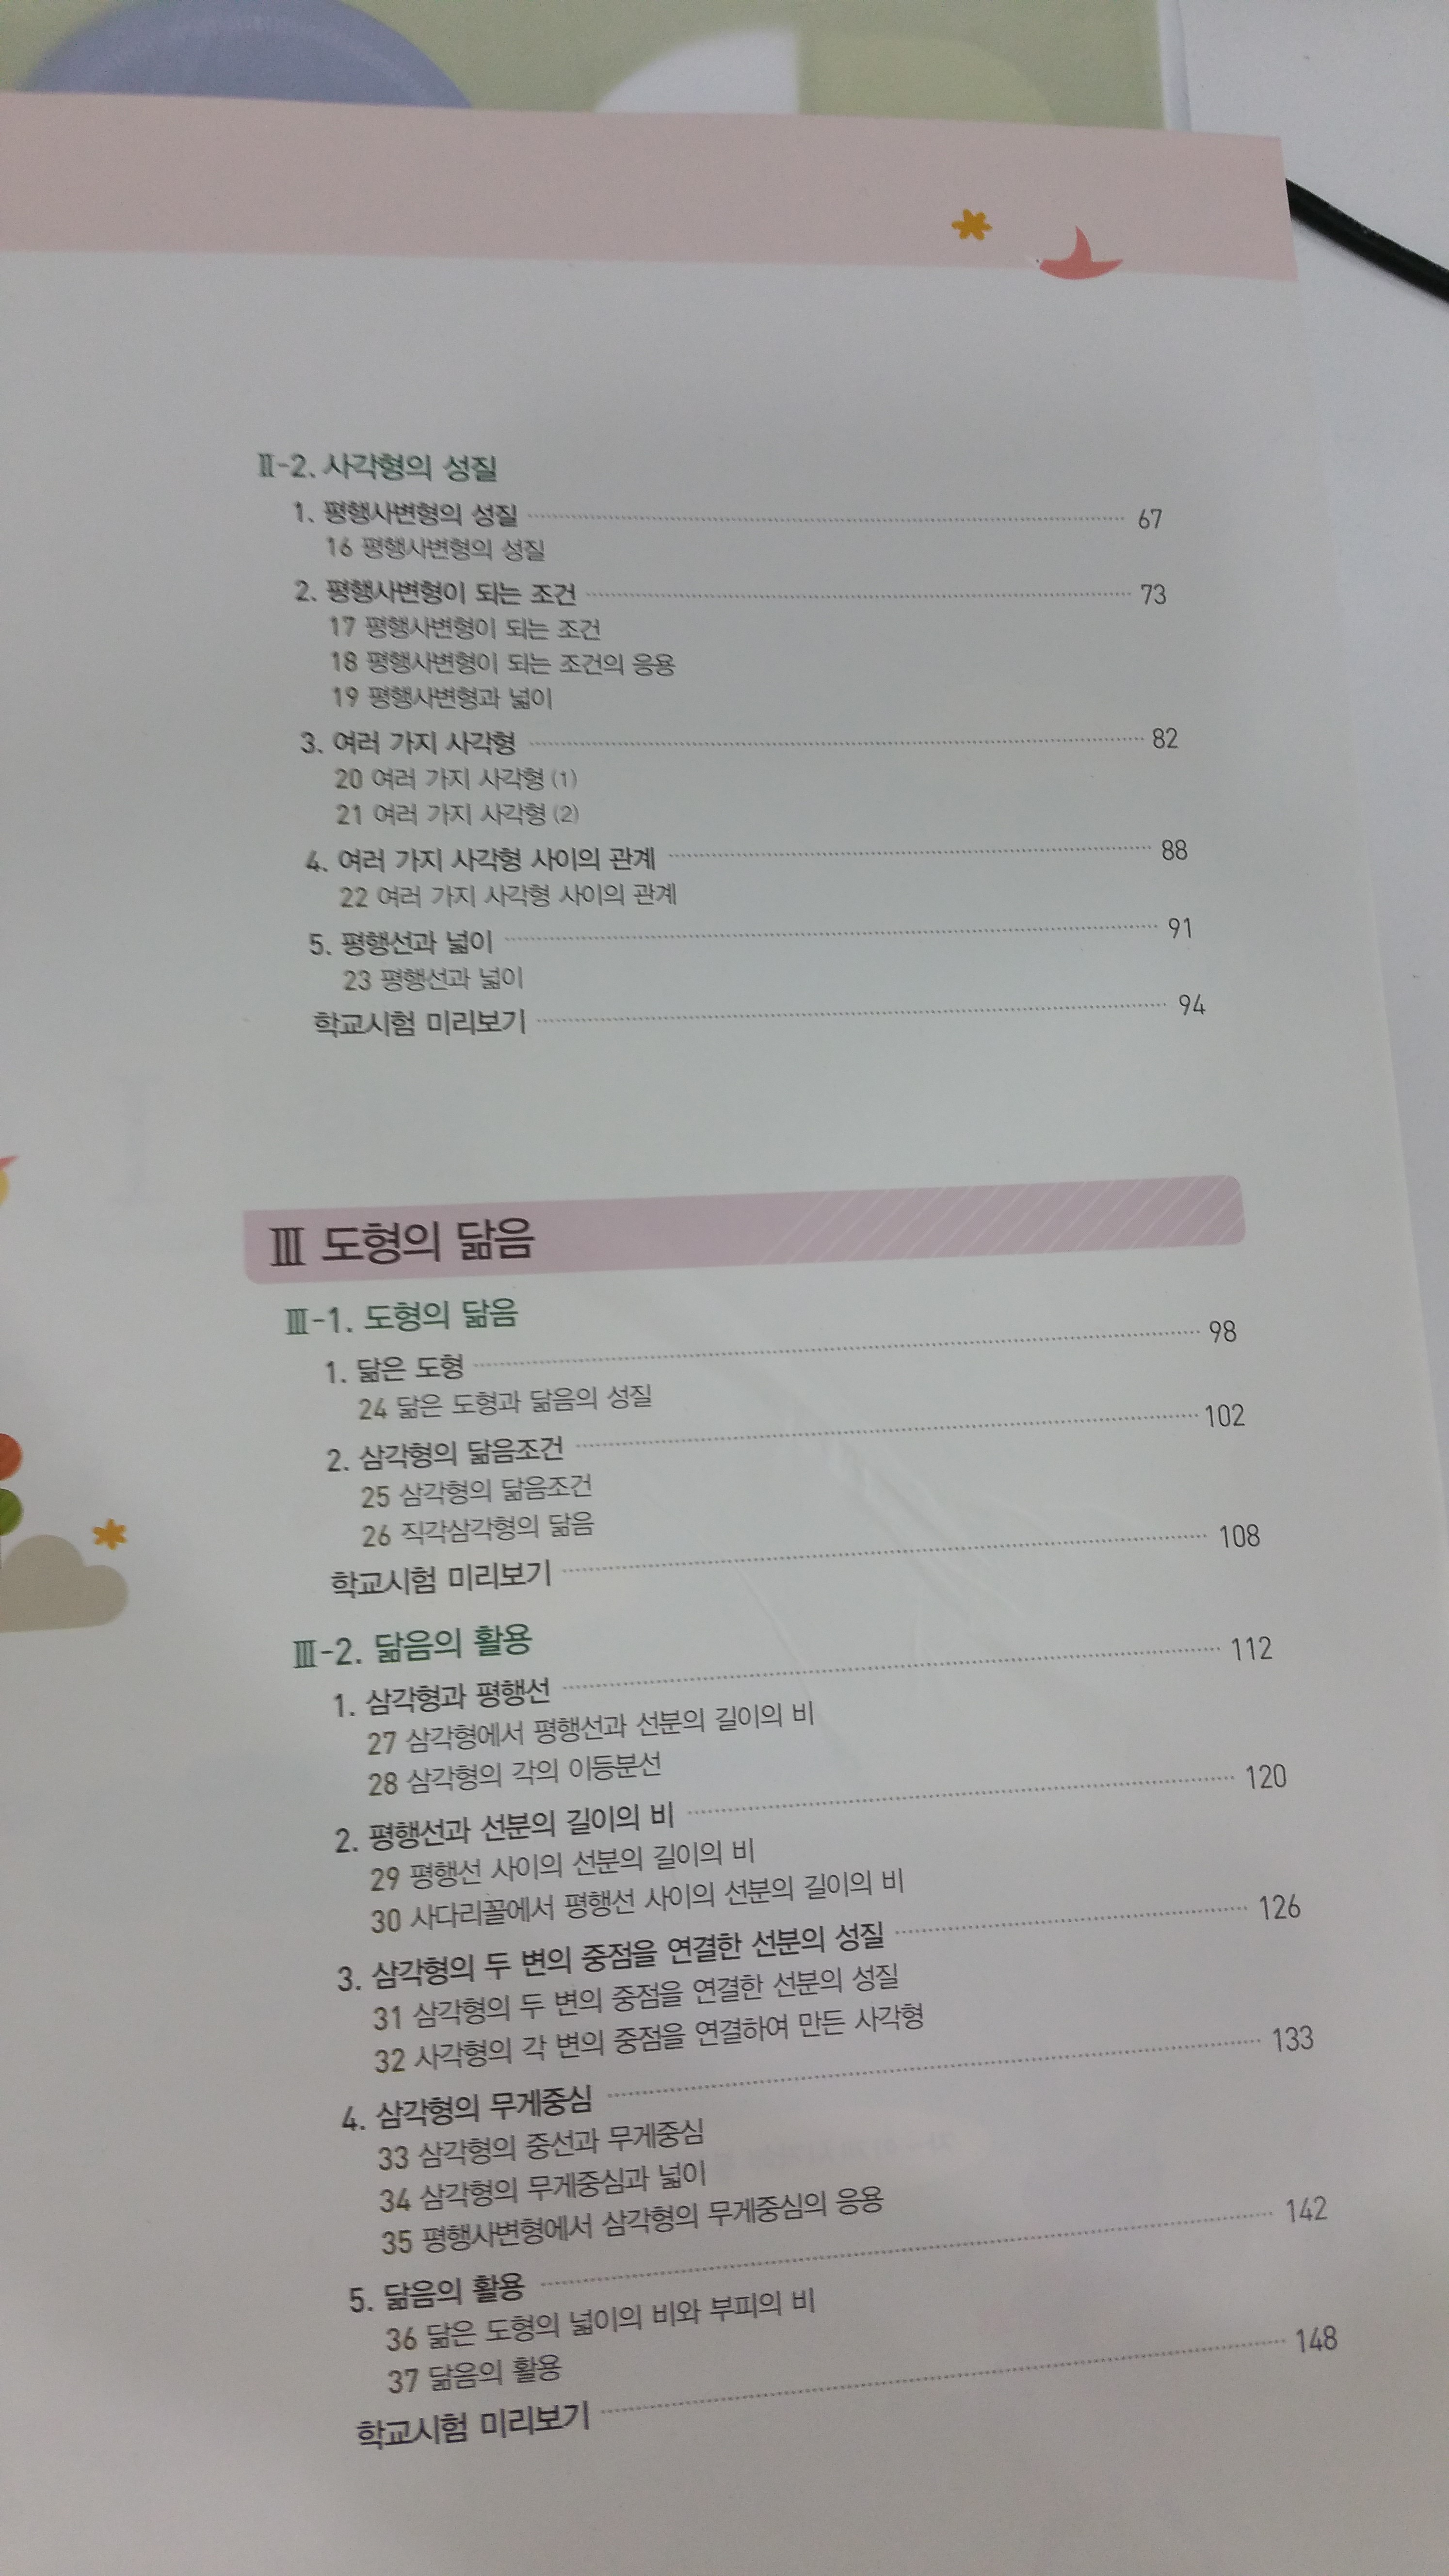 Ⅱ-2. 사각형의 성질
1. 평행사변형의 성질 67
16 평행사변형의 성질
2. 평행사변형이 되는 조건 73
17 평행사변형이 되는 조건
18 평행사변형이 되는 조건의 응용
19 평행사변형과 넓이
3. 여러 가지 사각형 82
20 여러 가지 사각형 (1)
21 여러 가지 사각형 (2)
4. 여러 가지 사각형 사이의 관계 88
22 여러 가지 사각형 사이의 관계
5. 평행선과 넓이 91
23 평행선과 넓이
학교시험 미리보기 94
Ⅲ 도형의 닮음
Ⅲ-1. 도형의 닮음
1. 닮은 도형 98
24 닮은 도형과 닮음의 성질
2. 삼각형의 닮음조건 102
25 삼각형의 닮음조건
26 직각삼각형의 닮음
학교시험 미리보기 108
Ⅲ-2. 닮음의 활용
1. 삼각형과 평행선 112
27 삼각형에서 평행선과 선분의 길이의 비
28 삼각형의 각의 이등분선
2. 평행선과 선분의 길이의 비 120
29 평행선 사이의 선분의 길이의 비
30 사다리꼴에서 평행선 사이의 선분의 길이의 비
3. 삼각형의 두 변의 중점을 연결한 선분의 성질 126
31 삼각형의 두 변의 중점을 연결한 선분의 성질
32 사각형의 각 변의 중점을 연결하여 만든 사각형
4. 삼각형의 무게중심 133
33 삼각형의 중선과 무게중심
34 삼각형의 무게중심과 넓이
35 평행사변형에서 삼각형의 무게중심의 응용
5. 닮음의 활용 142
36 닮은 도형의 넓이의 비와 부피의 비
37 닮음의 활용
학교시험 미리보기 148